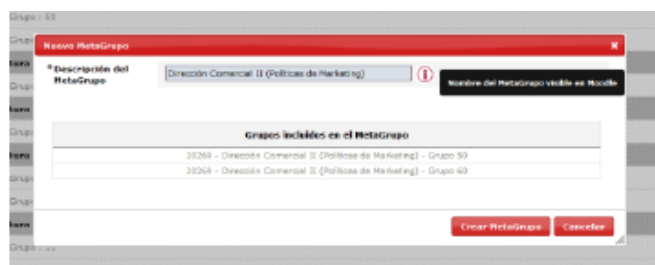 Grupo : 50
Nuevo MetaGrupo
*Descripción del MetaGrupo
Dirección Comercial II (Políticas de Marketing)
Nombre del MetaGrupo visible en Moodle
Grupos incluidos en el MetaGrupo
20269 - Dirección Comercial II (Políticas de Marketing) - Grupo 50
20269 - Dirección Comercial II (Políticas de Marketing) - Grupo 60
Crear MetaGrupo
Cancelar